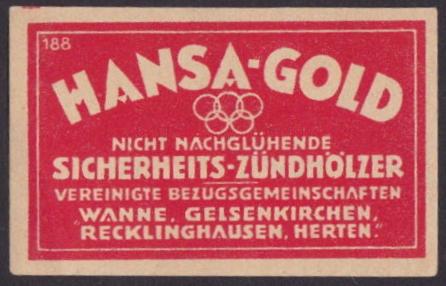 188
HANSA-GOLD
NICHT NACHGLÜHENDE
SICHERHEITS-ZÜNDHÖLZER
VEREINIGTE BEZUGSGEMEINSCHAFTEN
WANNE, GELSENKIRCHEN,
„RECKLINGHAUSEN, HERTEN.“